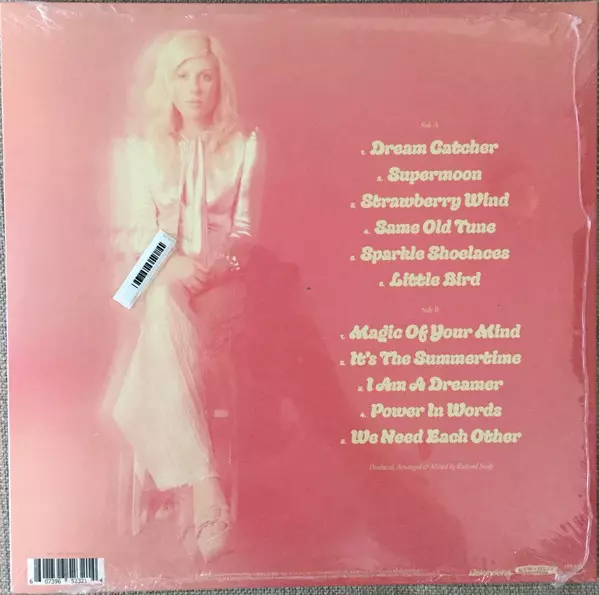 Side A
1. Dream Catcher
2. Supermoon
3. Strawberry Wind
4. Same Old Tune
5. Sparkle Shoelaces
6. Little Bird
Side B
1. Magic Of Your Mind
2. It's The Summertime
3. I Am A Dreamer
4. Power In Words
5. We Need Each Other
Produced, Arranged & Mixed by Richard Swift